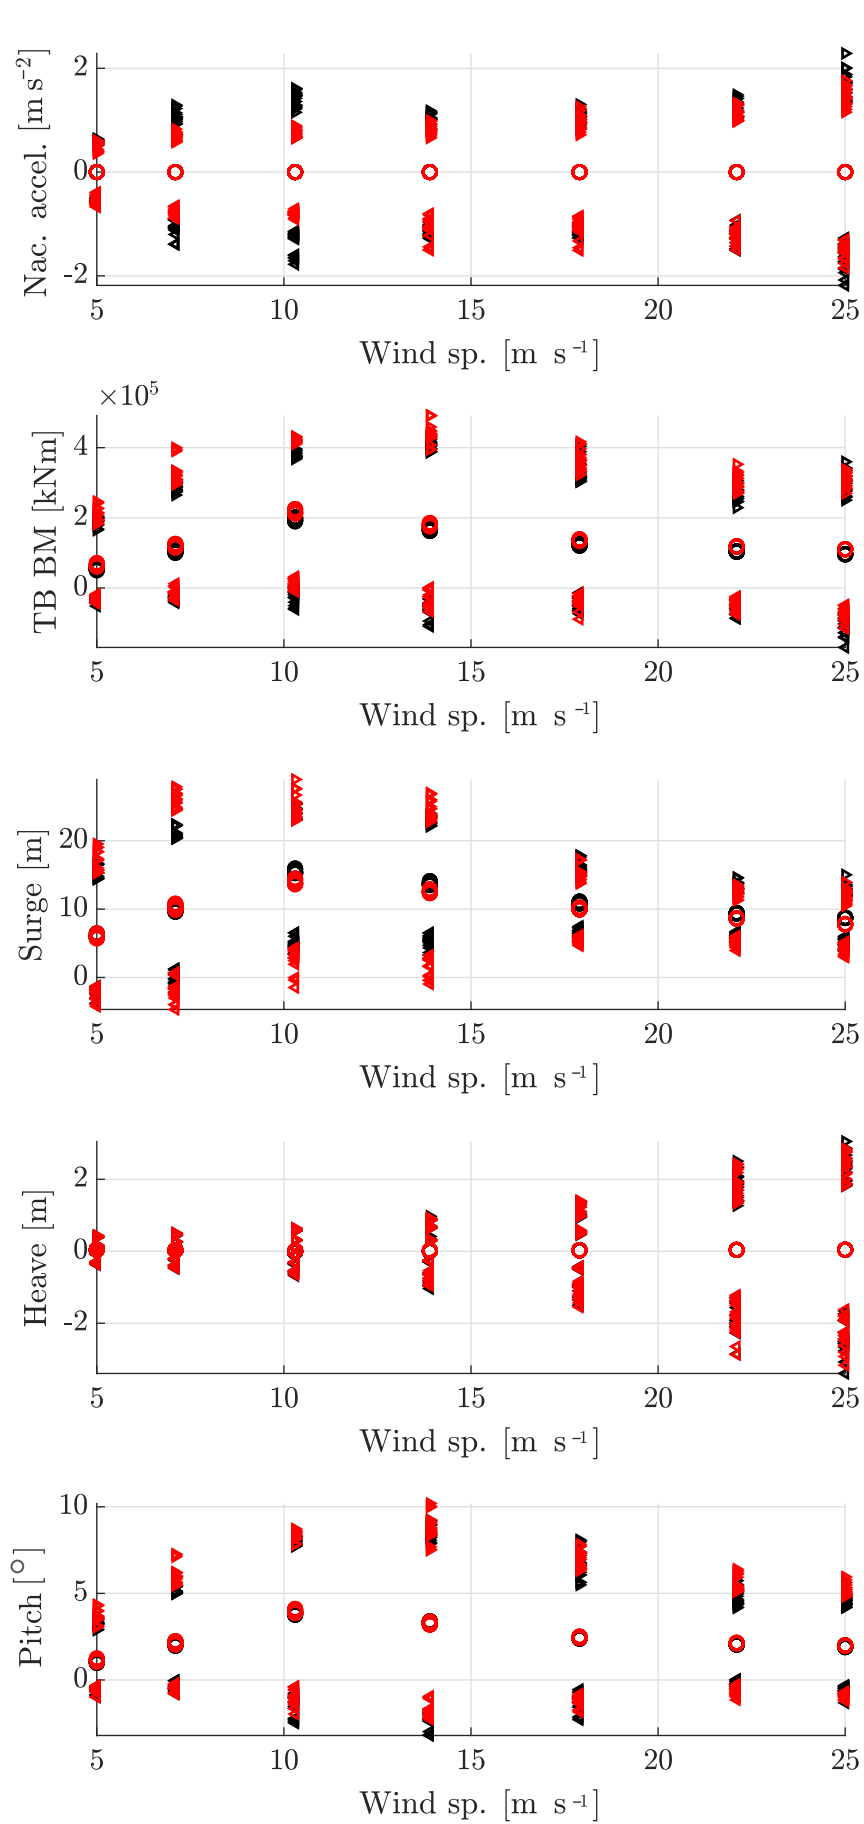 Nac. accel. [m s⁻²]
2
0
-2
5 10 15 20 25
Wind sp. [m s⁻¹]
×10⁵
TB BM [kNm]
4
2
0
5 10 15 20 25
Wind sp. [m s⁻¹]
Surge [m]
20
10
0
5 10 15 20 25
Wind sp. [m s⁻¹]
Heave [m]
2
0
-2
5 10 15 20 25
Wind sp. [m s⁻¹]
Pitch [°]
10
5
0
5 10 15 20 25
Wind sp. [m s⁻¹]